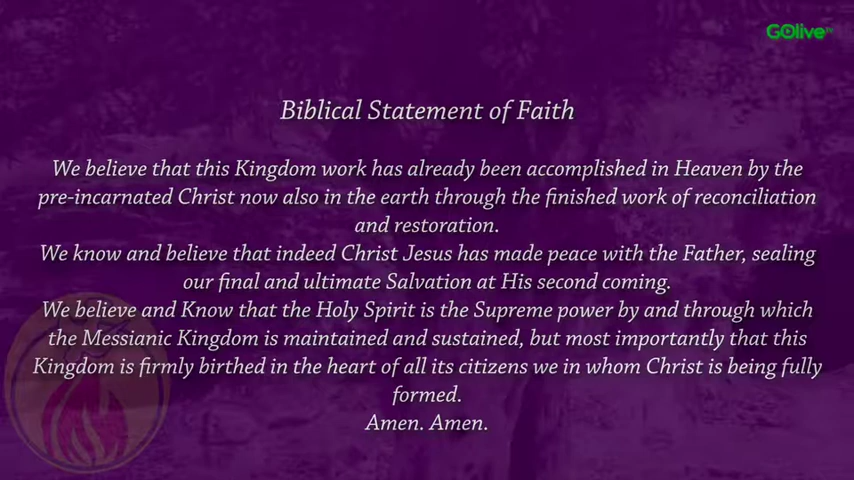 GOliveTV
Biblical Statement of Faith
We believe that this Kingdom work has already been accomplished in Heaven by the
pre-incarnated Christ now also in the earth through the finished work of reconciliation
and restoration.
We know and believe that indeed Christ Jesus has made peace with the Father, sealing
our final and ultimate Salvation at His second coming.
We believe and Know that the Holy Spirit is the Supreme power by and through which
the Messianic Kingdom is maintained and sustained, but most importantly that this
Kingdom is firmly birthed in the heart of all its citizens we in whom Christ is being fully
formed.
Amen. Amen.